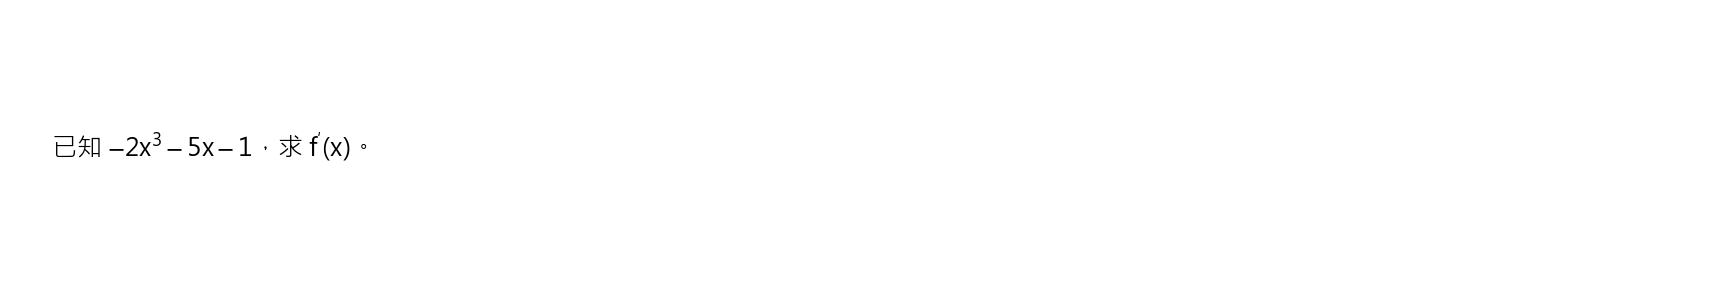 已知 –2x³ – 5x – 1，求 f′(x)。